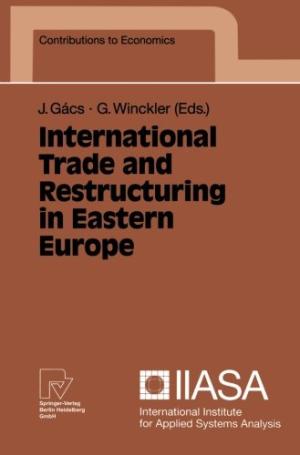 Contributions to Economics
J. Gács · G. Winckler (Eds.)
International
Trade and
Restructuring
in Eastern
Europe
Springer-Verlag
Berlin Heidelberg
GmbH
IIASA
International Institute
for Applied Systems Analysis